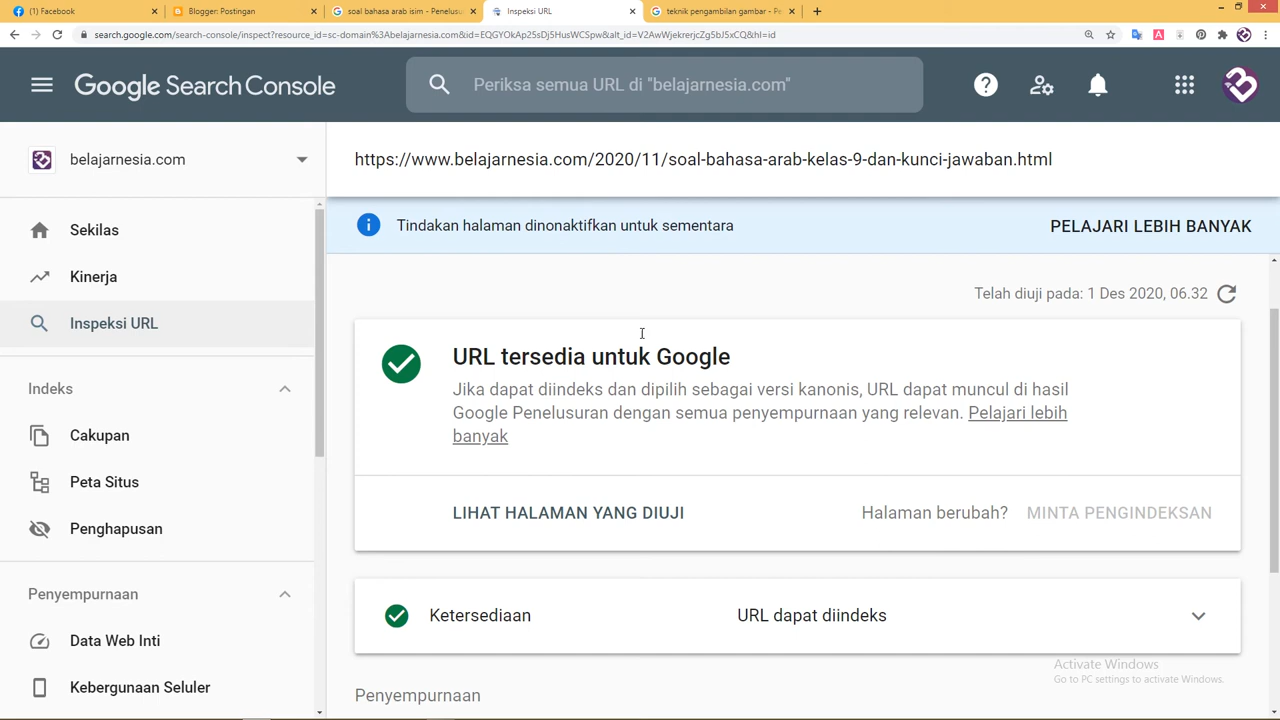 (1) Facebook
Blogger: Postingan
soal bahasa arab isim - Penelusu
Inspeksi URL
teknik pengambilan gambar - Pe
search.google.com/search-console/inspect?resource_id=sc-domain%3Abelajarnesia.com&id=EQGYOkAp25sDj5HusWCSpw&alt_id=V2AwWjekrerjcZg5bJ5xCQ&hl=id
Google Search Console
Periksa semua URL di "belajarnesia.com"
belajarnesia.com
https://www.belajarnesia.com/2020/11/soal-bahasa-arab-kelas-9-dan-kunci-jawaban.html
Sekilas
Kinerja
Inspeksi URL
Indeks
Cakupan
Peta Situs
Penghapusan
Penyempurnaan
Data Web Inti
Kebergunaan Seluler
Tindakan halaman dinonaktifkan untuk sementara
PELAJARI LEBIH BANYAK
Telah diuji pada: 1 Des 2020, 06.32
URL tersedia untuk Google
Jika dapat diindeks dan dipilih sebagai versi kanonis, URL dapat muncul di hasil
Google Penelusuran dengan semua penyempurnaan yang relevan. Pelajari lebih
banyak
LIHAT HALAMAN YANG DIUJI
Halaman berubah?
MINTA PENGINDEKSAN
Ketersediaan
URL dapat diindeks
Penyempurnaan
Activate Windows
Go to PC settings to activate Windows.